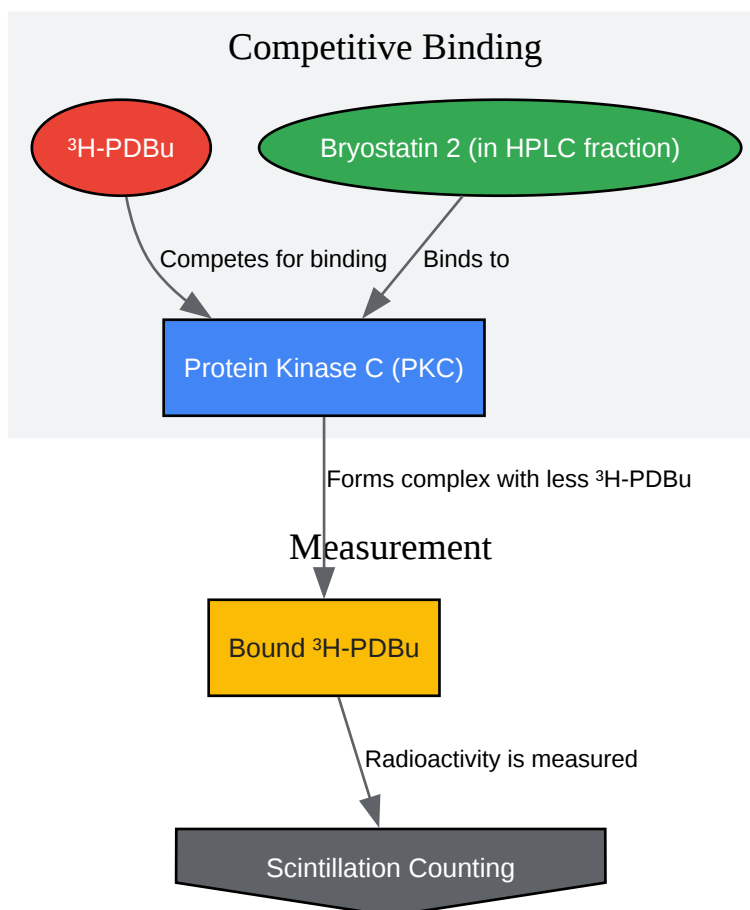 Competitive Binding
³H-PDBu
Bryostatin 2 (in HPLC fraction)
Competes for binding
Binds to
Protein Kinase C (PKC)
Forms complex with less ³H-PDBu
Measurement
Bound ³H-PDBu
Radioactivity is measured
Scintillation Counting